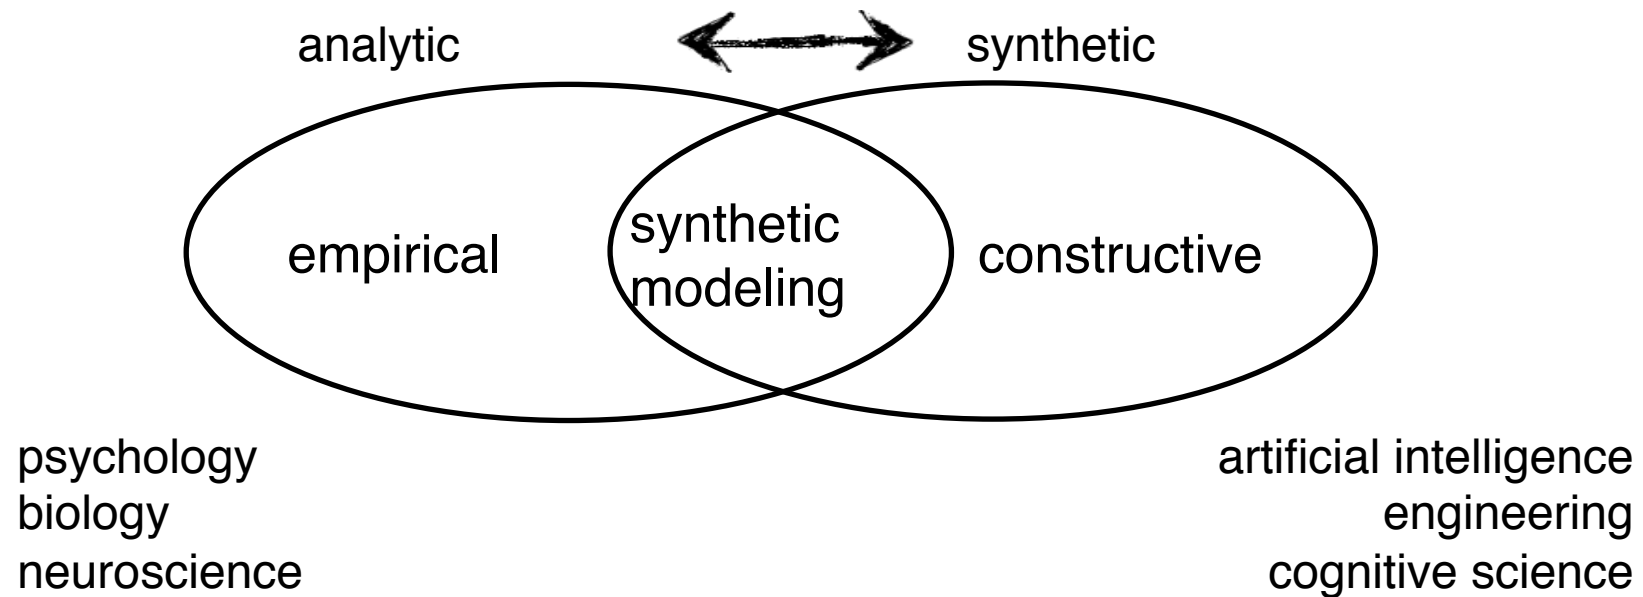 analytic
synthetic
empirical
synthetic
modeling
constructive
psychology
biology
neuroscience
artificial intelligence
engineering
cognitive science